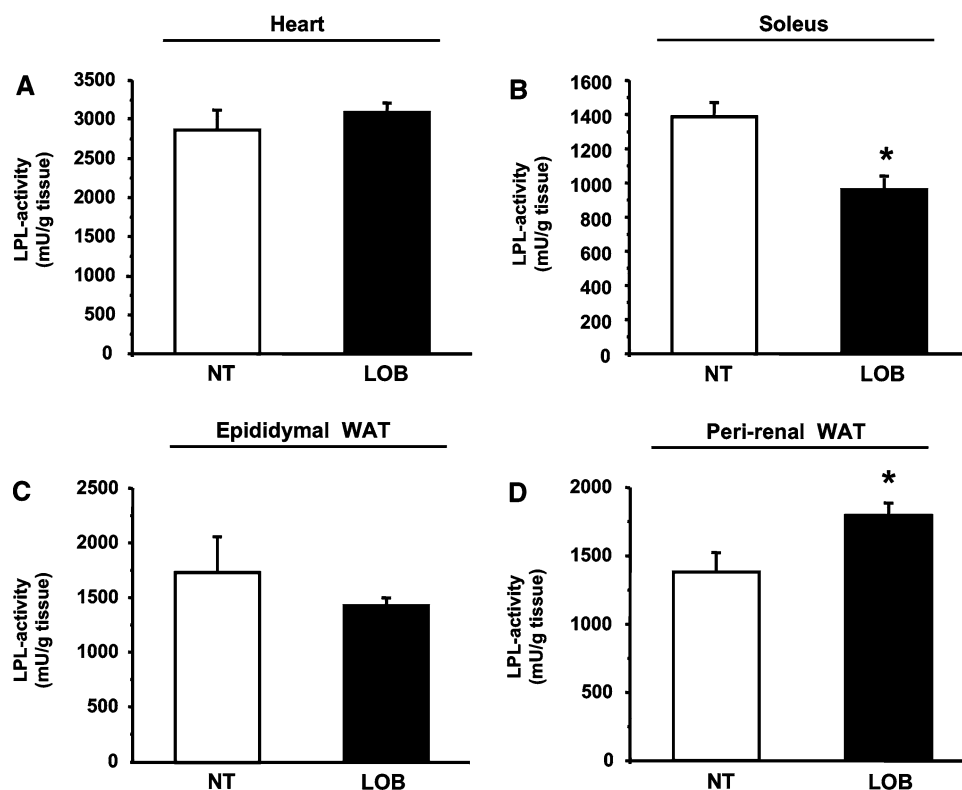 Heart
A
LPL-activity
(mU/g tissue)
3500
3000
2500
2000
1500
1000
500
0
NT LOB
Soleus
B
LPL-activity
(mU/g tissue)
1600
1400
1200
1000
800
600
400
200
0
*
NT LOB
Epididymal WAT
C
LPL-activity
(mU/g tissue)
2500
2000
1500
1000
500
0
NT LOB
Peri-renal WAT
D
LPL-activity
(mU/g tissue)
2000
1500
1000
500
0
*
NT LOB